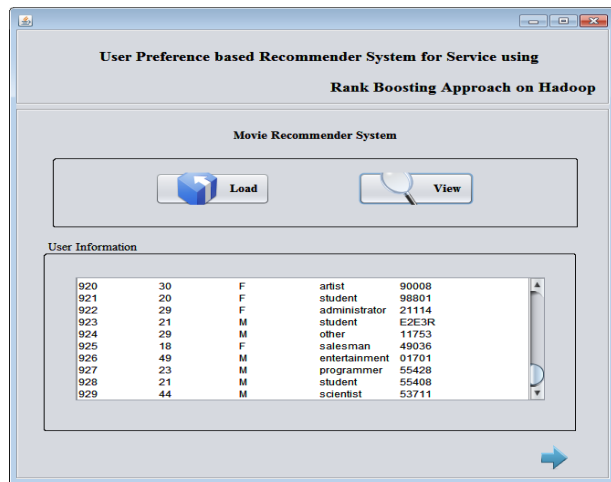 User Preference based Recommender System for Service using
Rank Boosting Approach on Hadoop
Movie Recommender System
Load View
User Information
920 30 F artist 90008
921 20 F student 98801
922 29 F administrator 21114
923 21 M student E2E3R
924 29 M other 11753
925 18 F salesman 49036
926 49 M entertainment 01701
927 23 M programmer 55428
928 21 M student 55408
929 44 M scientist 53711